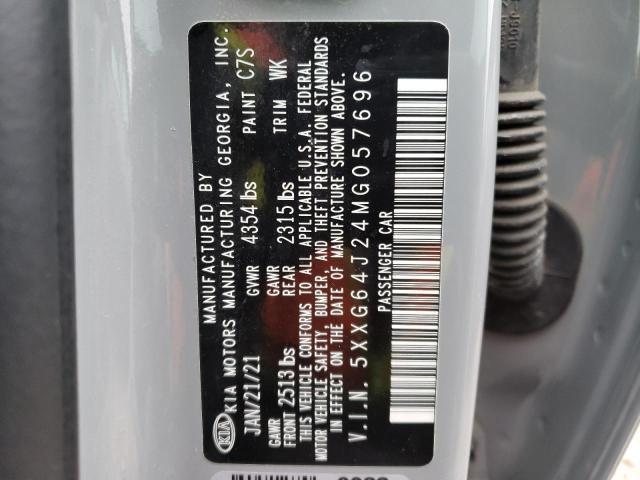 MANUFACTURED BY
KIA KIA MOTORS MANUFACTURING GEORGIA, INC.
JAN/21/21 GVWR 4354 lbs PAINT C7S
GAWR FRONT 2513 lbs GAWR REAR 2315 lbs TRIM WK
THIS VEHICLE CONFORMS TO ALL APPLICABLE U.S.A. FEDERAL
MOTOR VEHICLE SAFETY, BUMPER, AND THEFT PREVENTION STANDARDS
IN EFFECT ON THE DATE OF MANUFACTURE SHOWN ABOVE.
V.I.N. 5XXG64J24MG057696
PASSENGER CAR